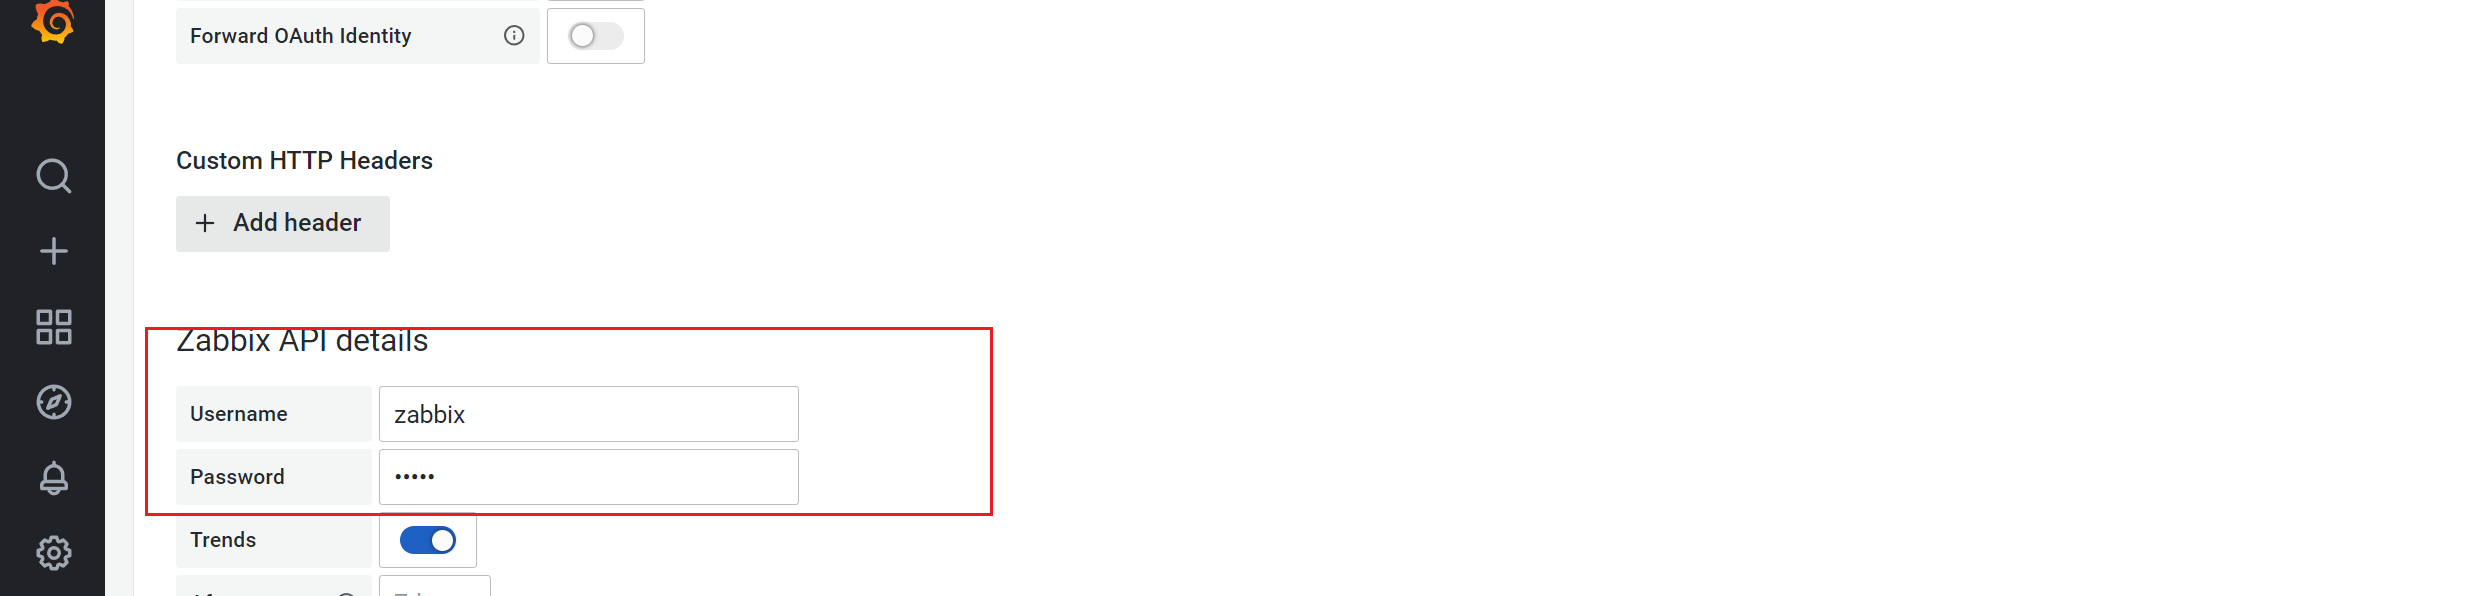 Forward OAuth Identity
Custom HTTP Headers
Add header
Zabbix API details
Username zabbix
Password •••••
Trends